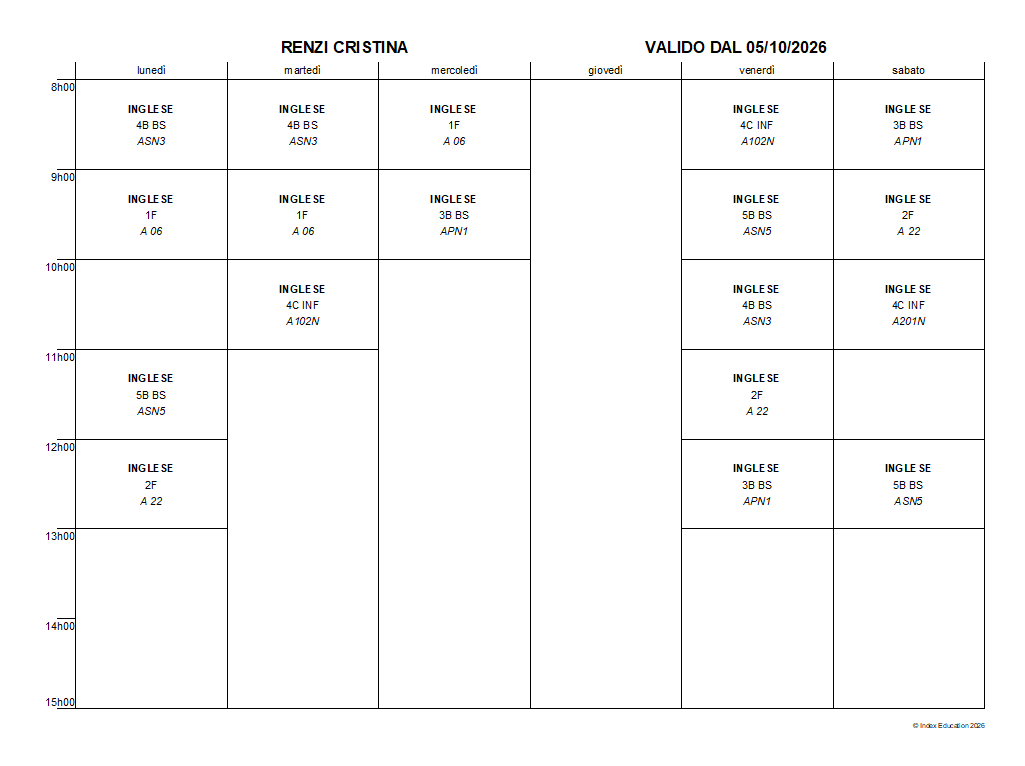 RENZI CRISTINA VALIDO DAL 05/10/2026
lunedì martedì mercoledì giovedì venerdì sabato
8h00
INGLESE INGLESE INGLESE INGLESE INGLESE
4B BS 4B BS 1F 4C INF 3B BS
ASN3 ASN3 A 06 A102N APN1
9h00
INGLESE INGLESE INGLESE INGLESE INGLESE
1F 1F 3B BS 5B BS 2F
A 06 A 06 APN1 ASN5 A 22
10h00
INGLESE INGLESE INGLESE
4C INF 4B BS 4C INF
A102N ASN3 A201N
11h00
INGLESE INGLESE
5B BS 2F
ASN5 A 22
12h00
INGLESE INGLESE INGLESE
2F 3B BS 5B BS
A 22 APN1 ASN5
13h00
14h00
15h00
© Index Education 2026